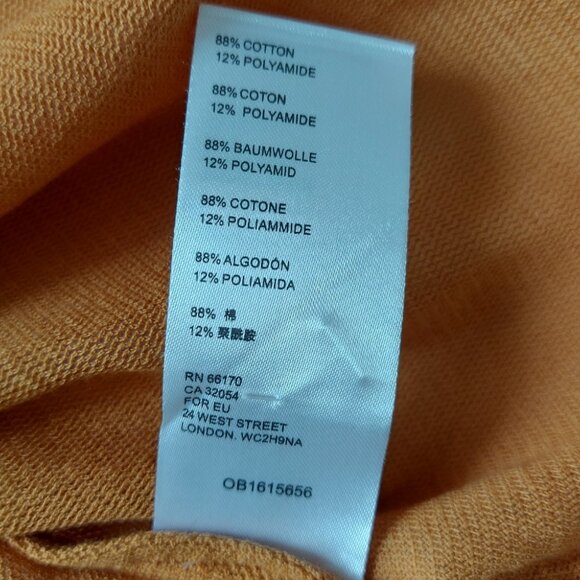 88% COTTON
12% POLYAMIDE
88% COTON
12% POLYAMIDE
88% BAUMWOLLE
12% POLYAMID
88% COTONE
12% POLIAMMIDE
88% ALGODÓN
12% POLIAMIDA
88% 棉
12% 聚酰胺
RN 66170
CA 32054
FOR EU
24 WEST STREET
LONDON. WC2H9NA
OB1615656